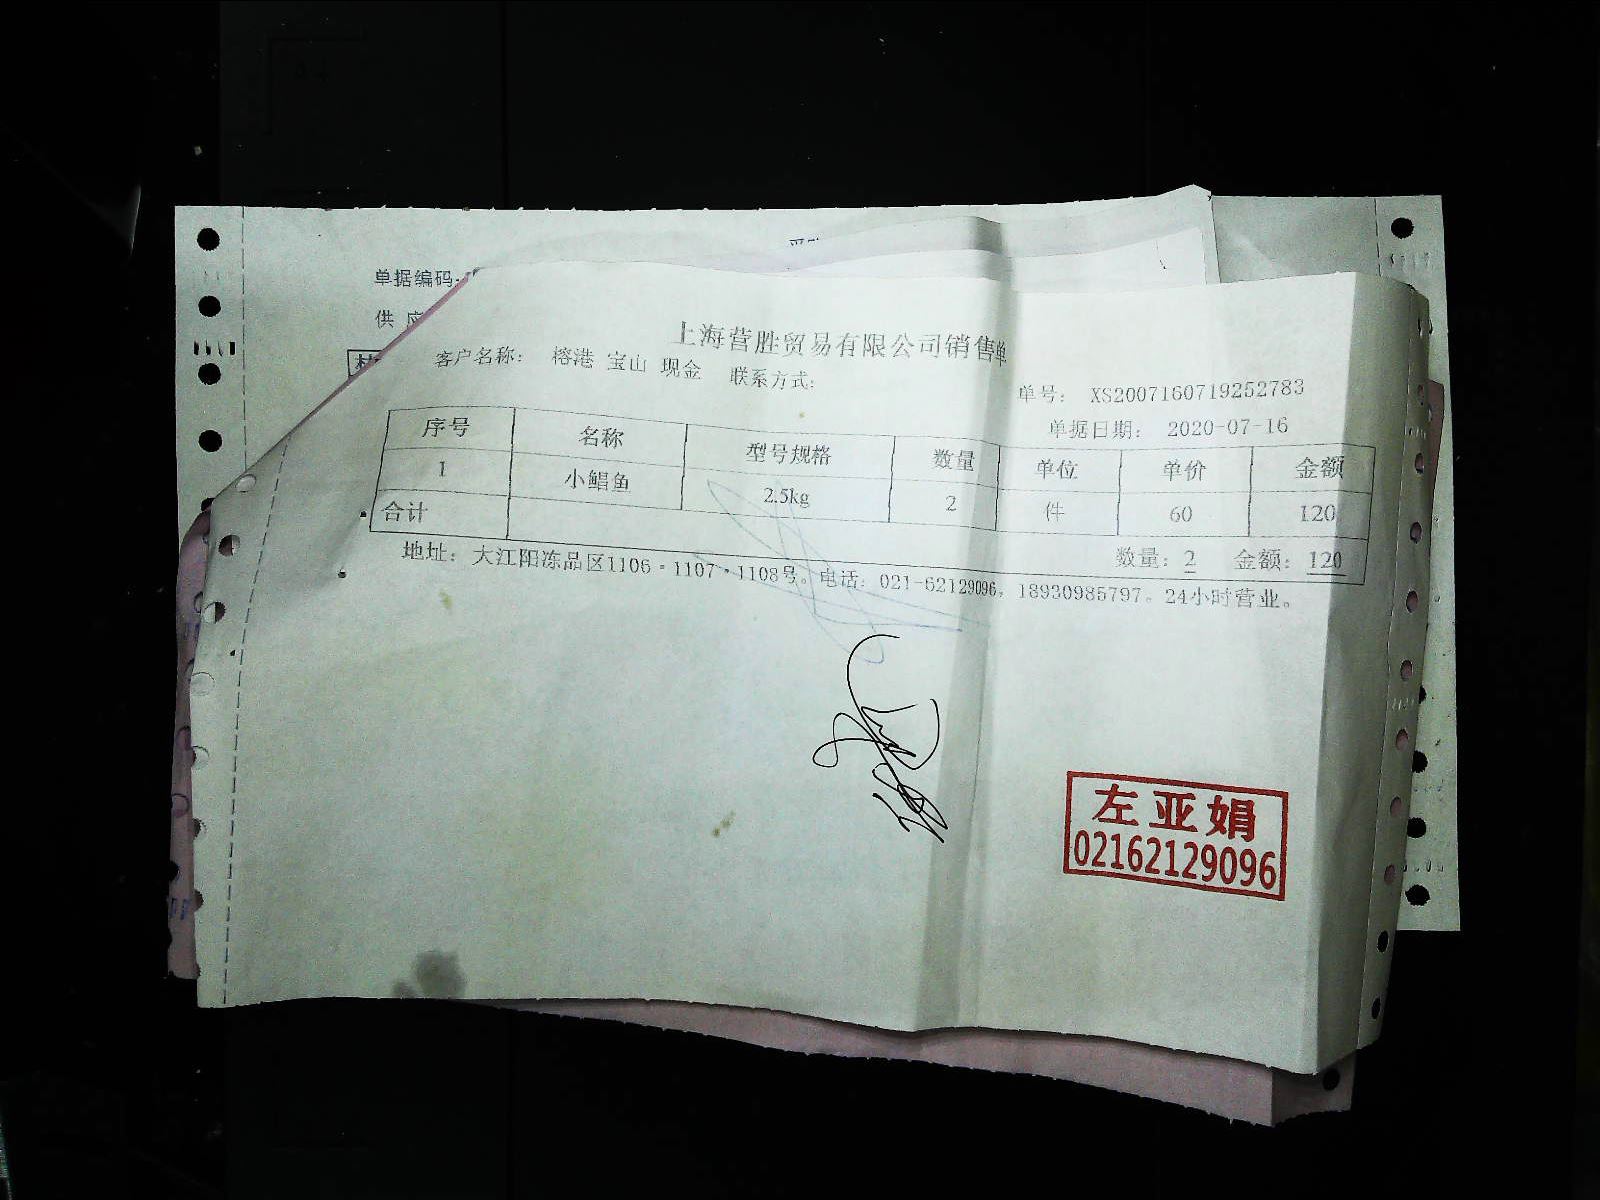 单据编码:
供应
上海营胜贸易有限公司销售单
客户名称： 榕港 宝山 现金 联系方式:
单号： XS2007160719252783
单据日期： 2020-07-16
序号 名称 型号规格 数量 单位 单价 金额
1 小鲳鱼 2.5kg 2 件 60 120
合计 数量：2 金额：120
地址：大江阳冻品区1106·1107·1108号。电话：021-62129096，18930985797。24小时营业。
左亚娟
02162129096